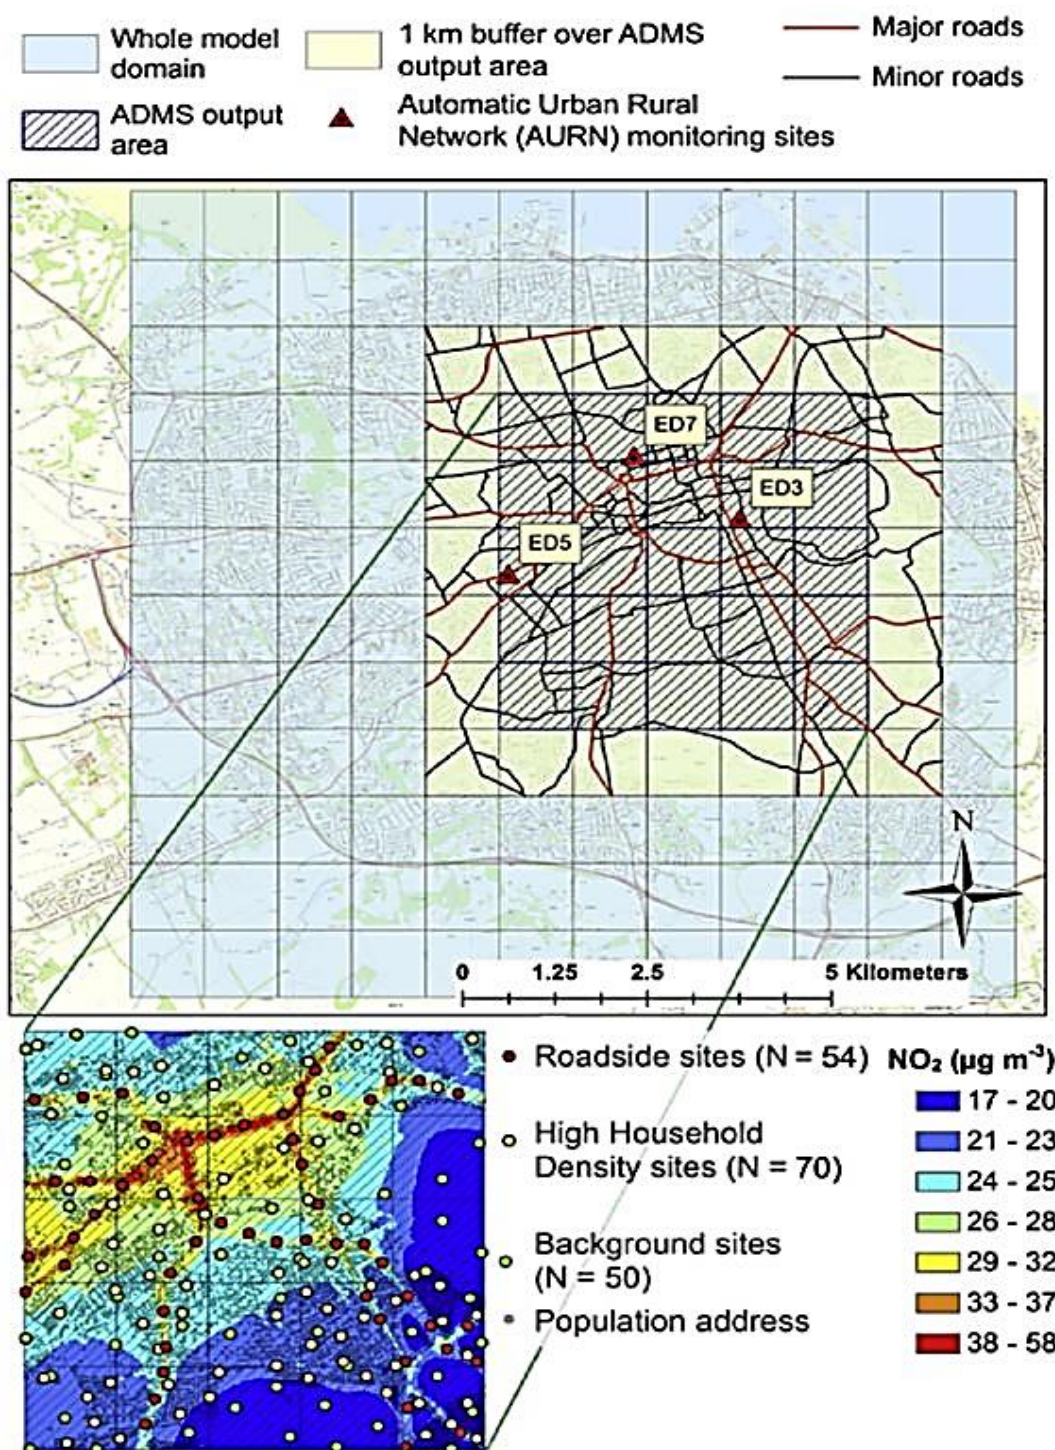 Whole model
domain
1 km buffer over ADMS
output area
Major roads
Minor roads
ADMS output
area
Automatic Urban Rural
Network (AURN) monitoring sites
ED7
ED3
ED5
N
0 1.25 2.5 5 Kilometers
Roadside sites (N = 54)
High Household
Density sites (N = 70)
Background sites
(N = 50)
Population address
NO₂ (µg m⁻³)
17 - 20
21 - 23
24 - 25
26 - 28
29 - 32
33 - 37
38 - 58